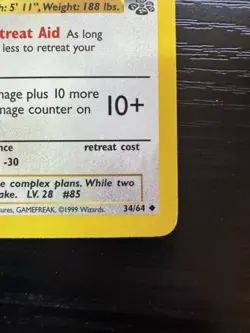 h: 5' 11", Weight: 188 lbs.
treat Aid As long
less to retreat your
mage plus 10 more
mage counter on 10+
nce retreat cost
-30
e complex plans. While two
ake. LV. 28 #85
ures, GAMEFREAK. ©1999 Wizards. 34/64 ◆